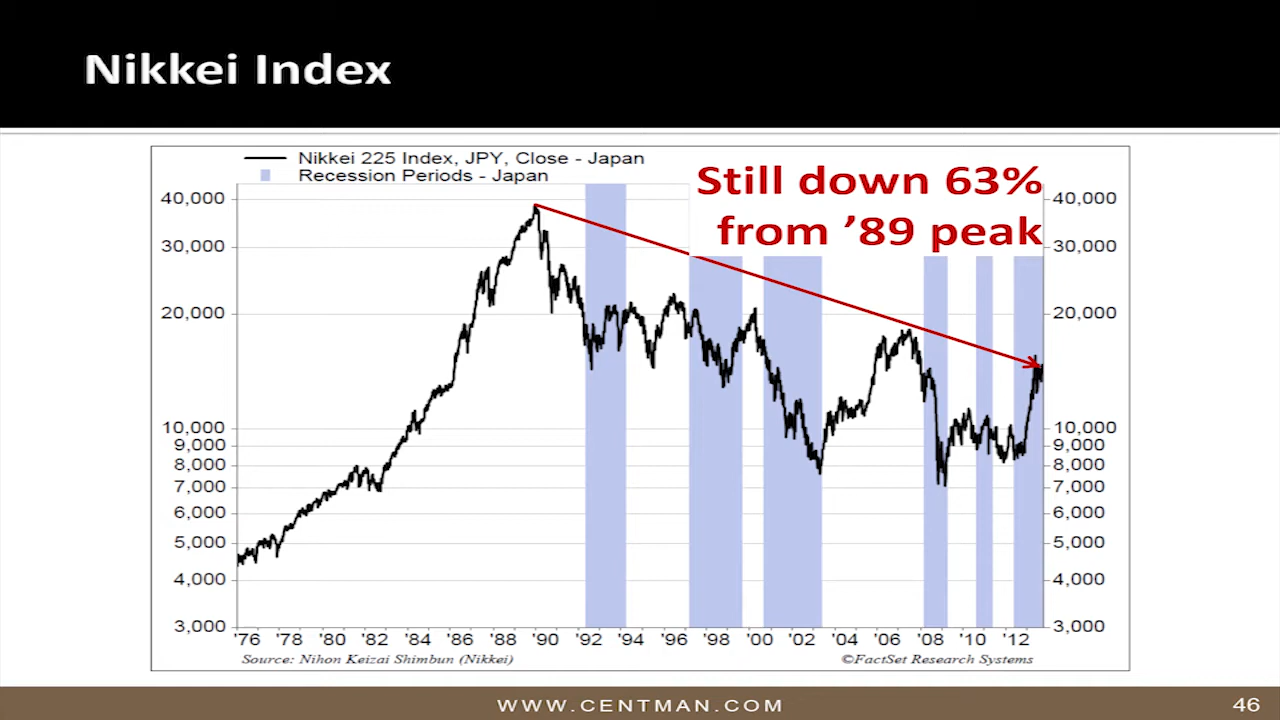 Nikkei Index
Nikkei 225 Index, JPY, Close - Japan
Recession Periods - Japan
Still down 63%
from ’89 peak
40,000 40,000
30,000 30,000
20,000 20,000
10,000 10,000
9,000 9,000
8,000 8,000
7,000 7,000
6,000 6,000
5,000 5,000
4,000 4,000
3,000 3,000
'76 '78 '80 '82 '84 '86 '88 '90 '92 '94 '96 '98 '00 '02 '04 '06 '08 '10 '12
Source: Nihon Keizai Shimbun (Nikkei) ©FactSet Research Systems
WWW.CENTMAN.COM 46